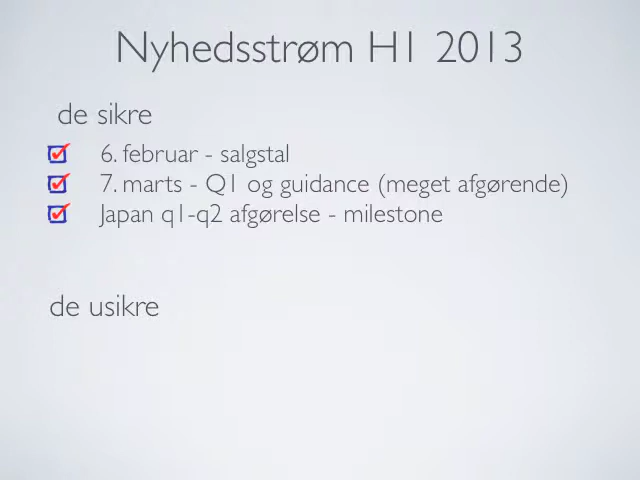 Nyhedsstrøm H1 2013
de sikre
6. februar - salgstal
7. marts - Q1 og guidance (meget afgørende)
Japan q1-q2 afgørelse - milestone
de usikre